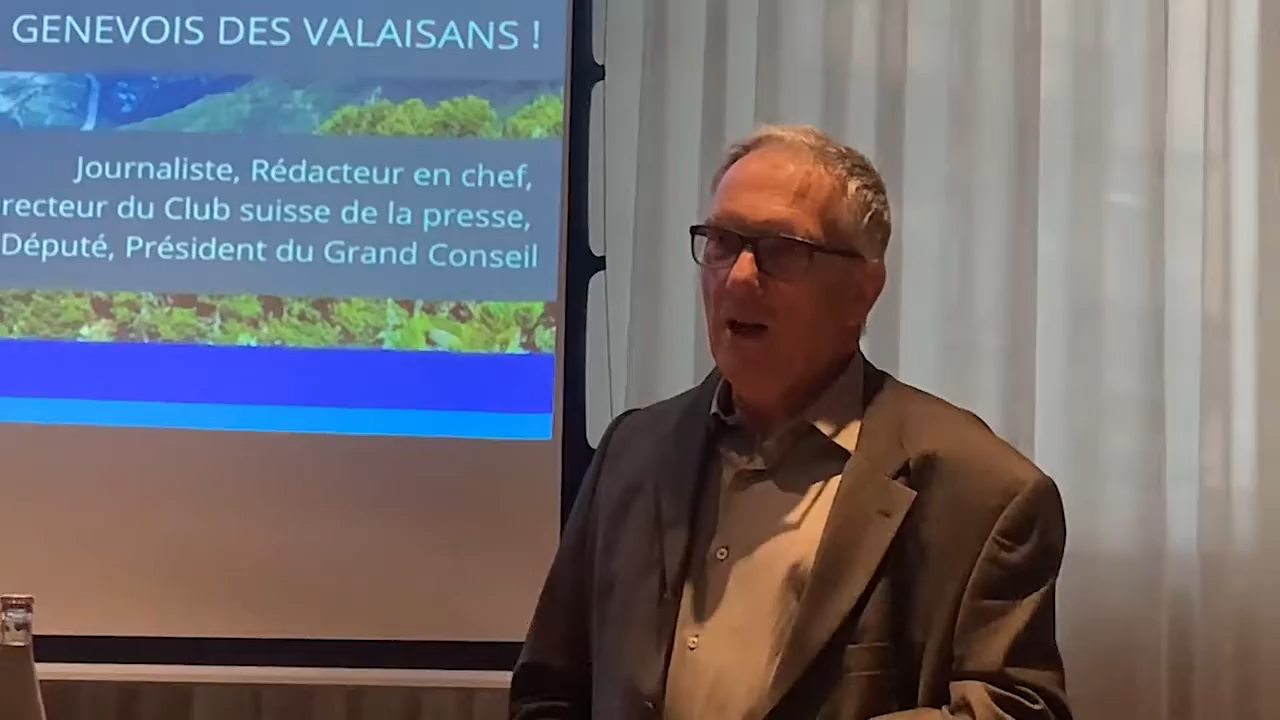 GENEVOIS DES VALAISANS !
Journaliste, Rédacteur en chef,
recteur du Club suisse de la presse,
Député, Président du Grand Conseil